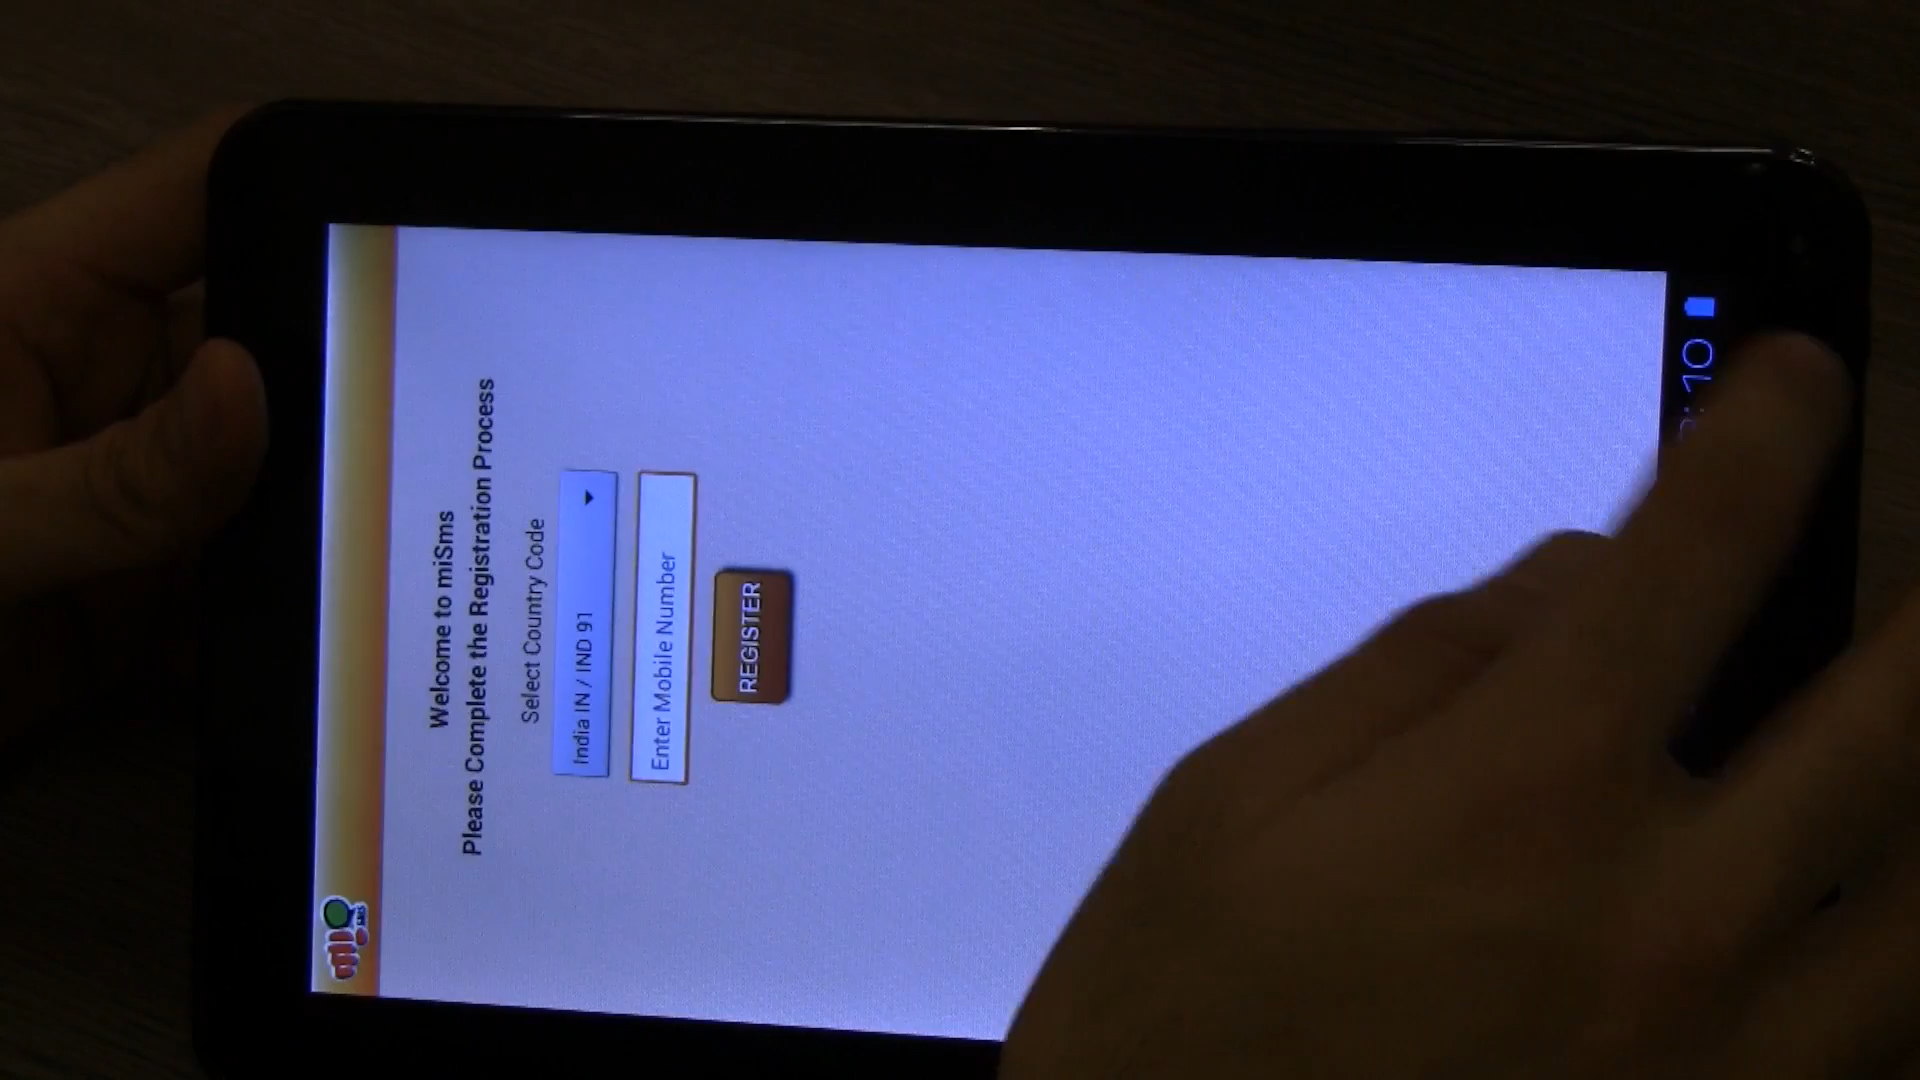 Welcome to miSms
Please Complete the Registration Process
Select Country Code
India IN / IND 91
Enter Mobile Number
REGISTER
:10